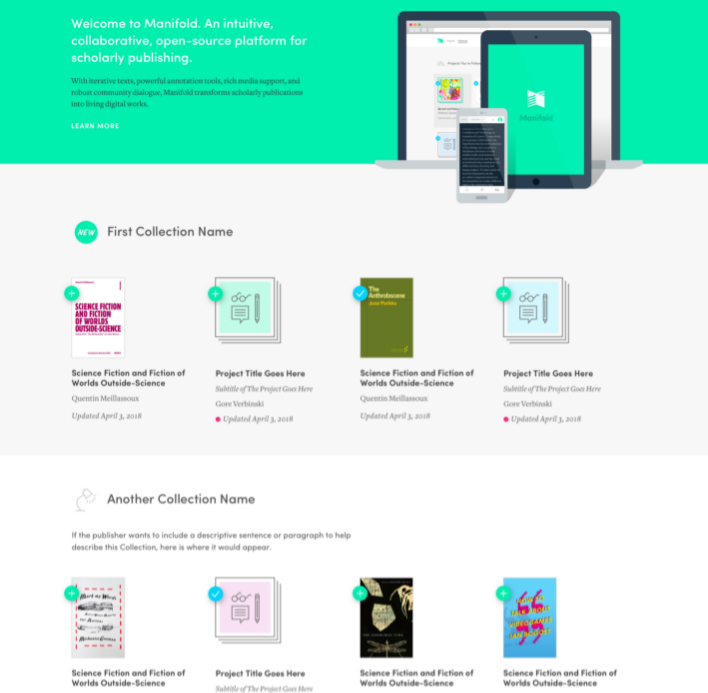 Welcome to Manifold. An intuitive,
collaborative, open-source platform for
scholarly publishing.
With iterative texts, powerful annotation tools, rich media support, and
robust community dialogue, Manifold transforms scholarly publications
into living digital works.
LEARN MORE
Manifold
NEW
First Collection Name
SCIENCE FICTION
AND FICTION
OF WORLDS
OUTSIDE-SCIENCE
The
Anthrobscene
Jussi Parikka
Science Fiction and Fiction of
Worlds Outside-Science
Quentin Meillassoux
Updated April 3, 2018
Project Title Goes Here
Subtitle of The Project Goes Here
Gore Verbinski
Updated April 3, 2018
Science Fiction and Fiction of
Worlds Outside-Science
Quentin Meillassoux
Updated April 3, 2018
Project Title Goes Here
Subtitle of The Project Goes Here
Gore Verbinski
Updated April 3, 2018
Another Collection Name
If the publisher wants to include a descriptive sentence or paragraph to help
describe this Collection, here is where it would appear.
Mark my Words
Science Fiction and Fiction of
Worlds Outside-Science
Project Title Goes Here
Subtitle of The Project Goes Here
Science Fiction and Fiction of
Worlds Outside-Science
Science Fiction and Fiction of
Worlds Outside-Science